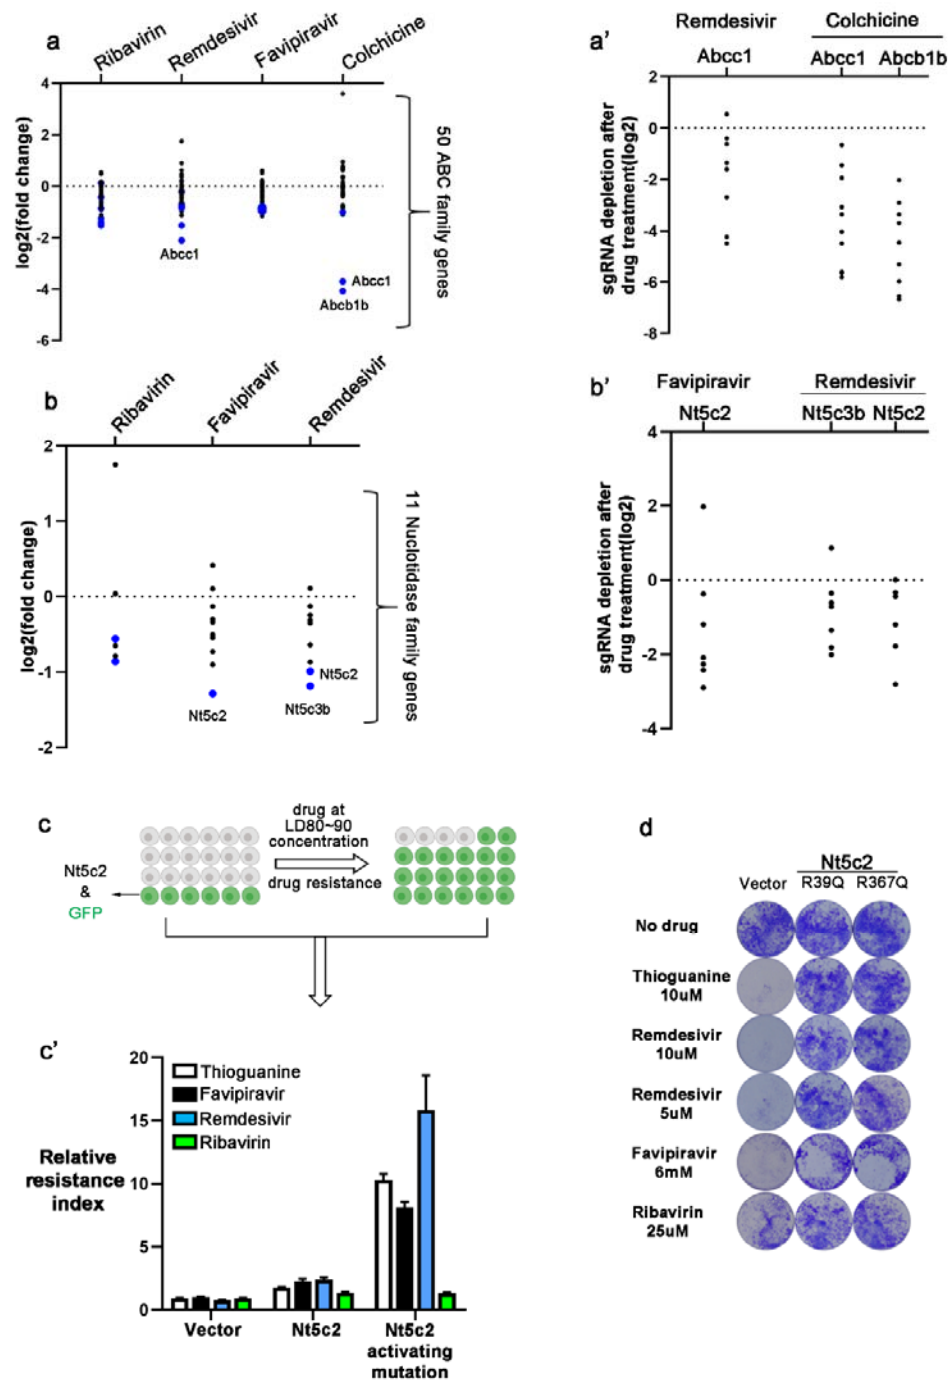 a
Ribavirin
Remdesivir
Favipiravir
Colchicine
4
2
0
-2
-4
-6
log2(fold change)
Abcc1
Abcc1
Abcb1b
50 ABC family genes
a'
Remdesivir
Colchicine
Abcc1
Abcc1
Abcb1b
2
0
-2
-4
-6
-8
sgRNA depletion after
drug treatment(log2)
b
Ribavirin
Favipiravir
Remdesivir
2
1
0
-1
-2
log2(fold change)
Nt5c2
Nt5c2
Nt5c3b
11 Nuclotidase family genes
b'
Favipiravir
Remdesivir
Nt5c2
Nt5c3b
Nt5c2
4
2
0
-2
-4
sgRNA depletion after
drug treatment(log2)
c
Nt5c2
&
GFP
drug at
LD80~90
concentration
drug resistance
c'
20
15
10
5
0
Relative
resistance
index
Thioguanine
Favipiravir
Remdesivir
Ribavirin
Vector
Nt5c2
Nt5c2
activating
mutation
d
Nt5c2
Vector
R39Q
R367Q
No drug
Thioguanine
10uM
Remdesivir
10uM
Remdesivir
5uM
Favipiravir
6mM
Ribavirin
25uM